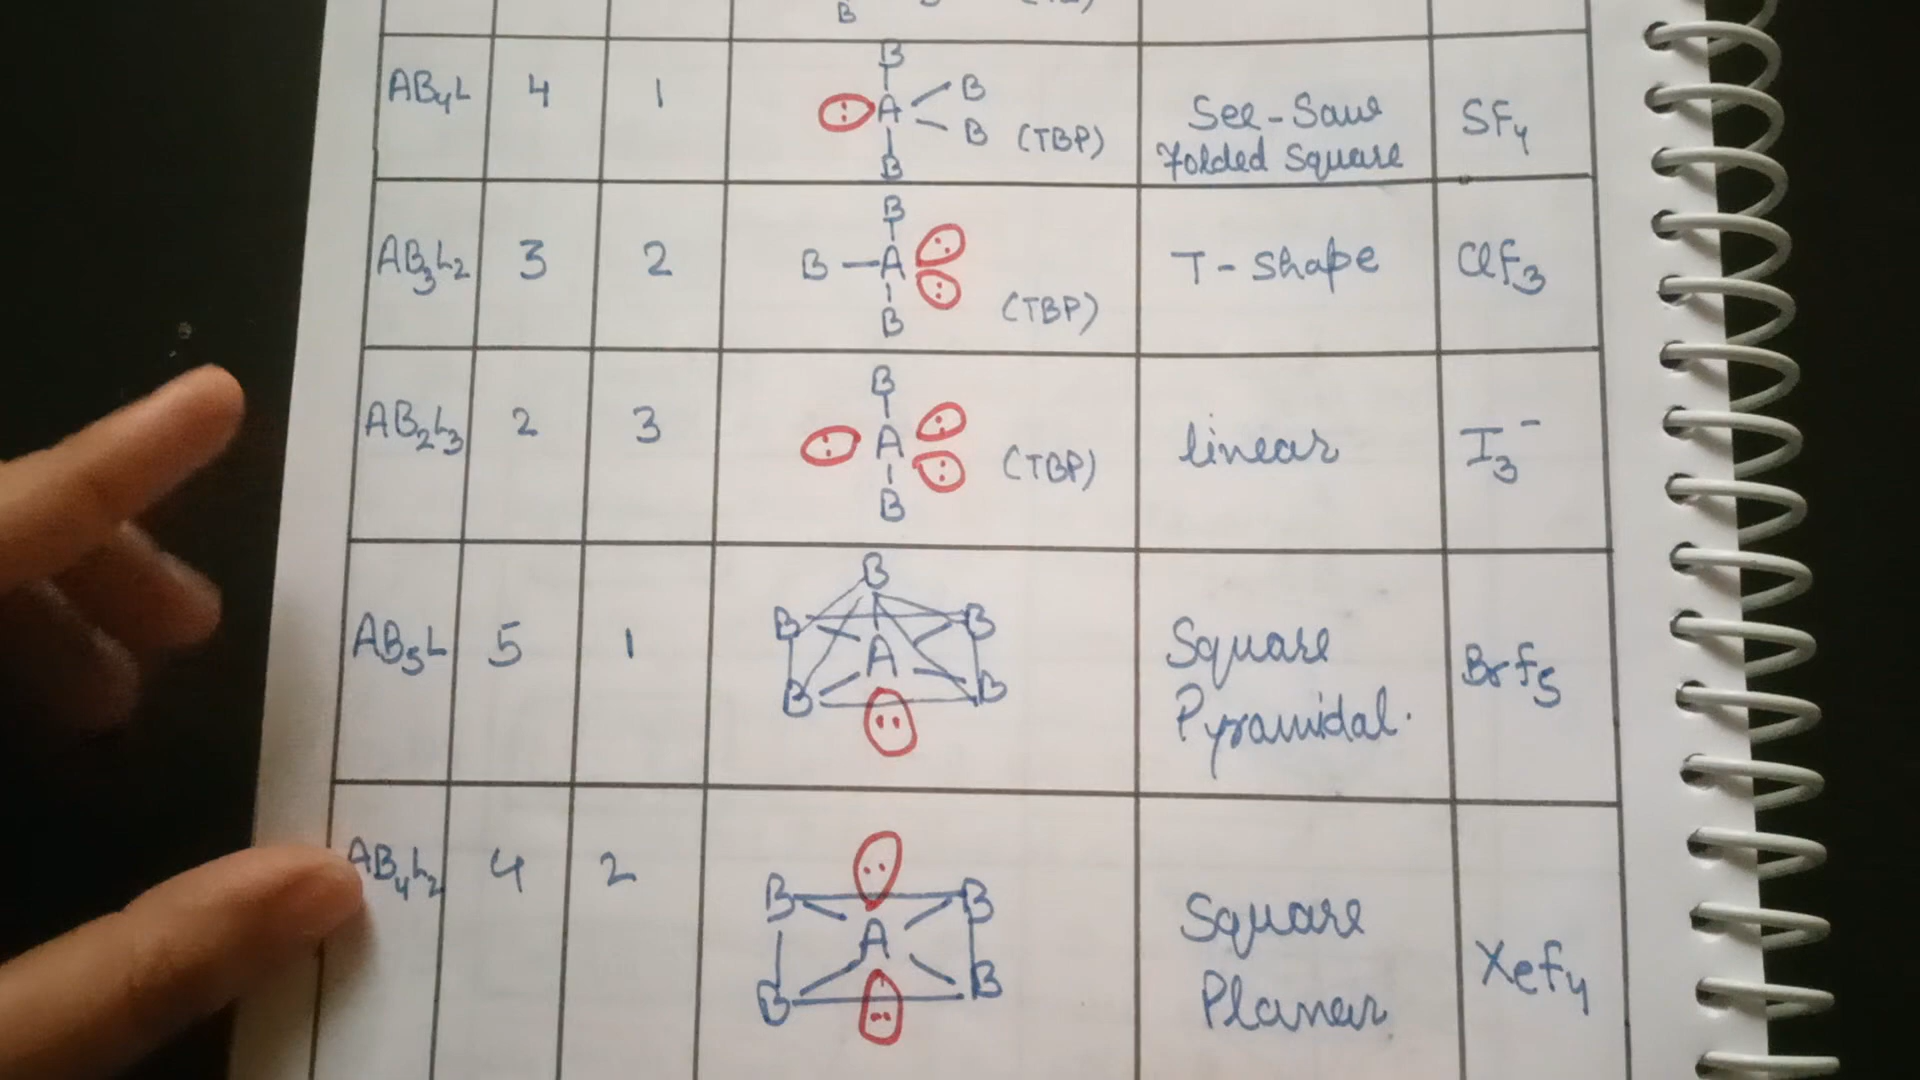 B
AB₄L 4 1 B A B B B (TBP) See-Saw Folded Square SF₄
AB₃L₂ 3 2 B B A B (TBP) T-shape ClF₃
AB₂L₃ 2 3 B A B (TBP) linear I₃⁻
AB₅L 5 1 B B B A B B Square Pyramidal. BrF₅
AB₄L₂ 4 2 B B A B B Square Planar XeF₄